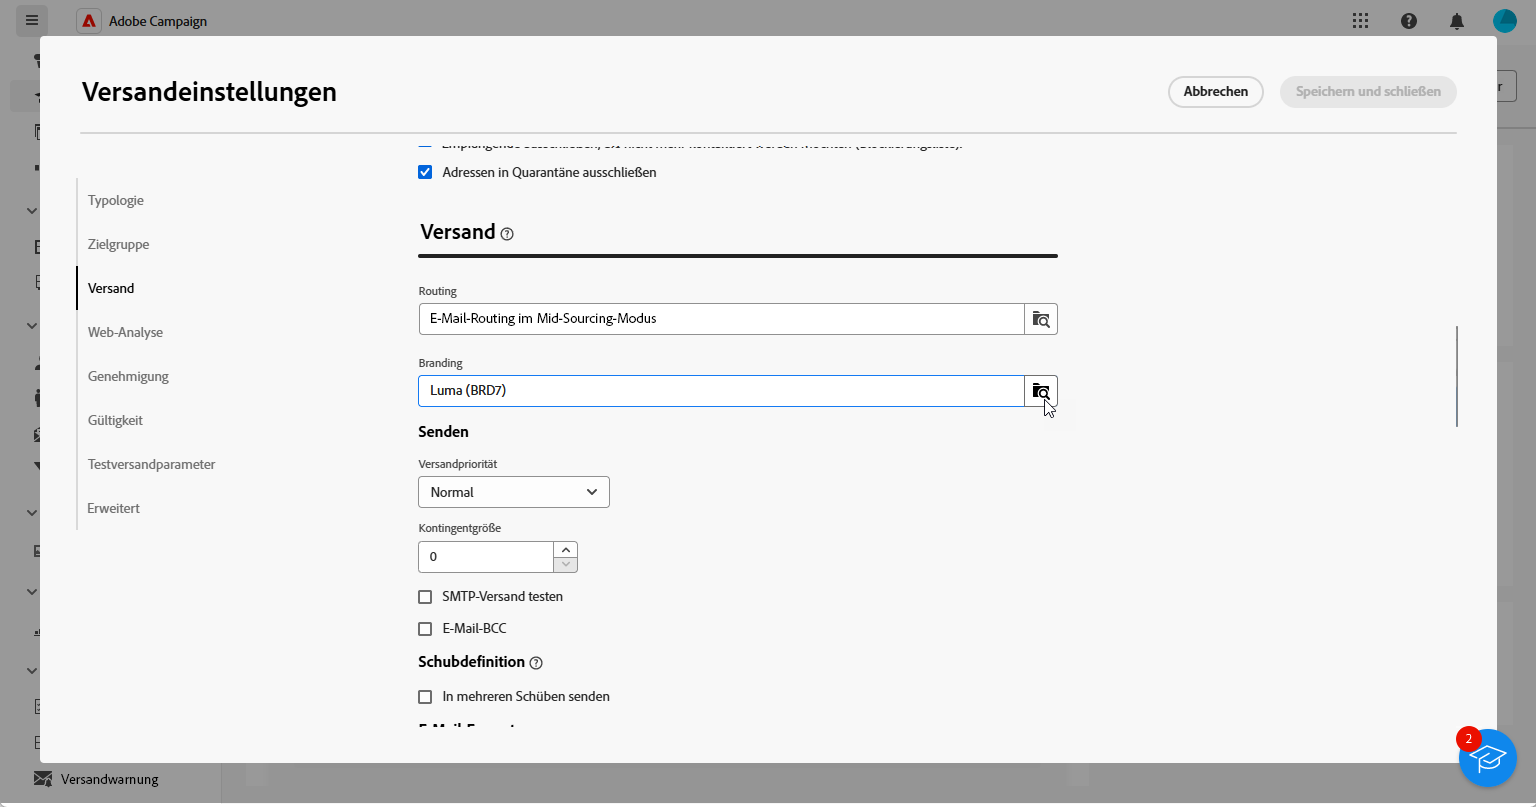 Adobe Campaign
r
Versandeinstellungen
Abbrechen
Speichern und schließen
Adressen in Quarantäne ausschließen
Typologie
Zielgruppe
Versand
Web-Analyse
Genehmigung
Gültigkeit
Testversandparameter
Erweitert
Versand
Routing
E-Mail-Routing im Mid-Sourcing-Modus
Branding
Luma (BRD7)
Senden
Versandpriorität
Normal
Kontingentgröße
0
SMTP-Versand testen
E-Mail-BCC
Schubdefinition
In mehreren Schüben senden
2
Versandwarnung